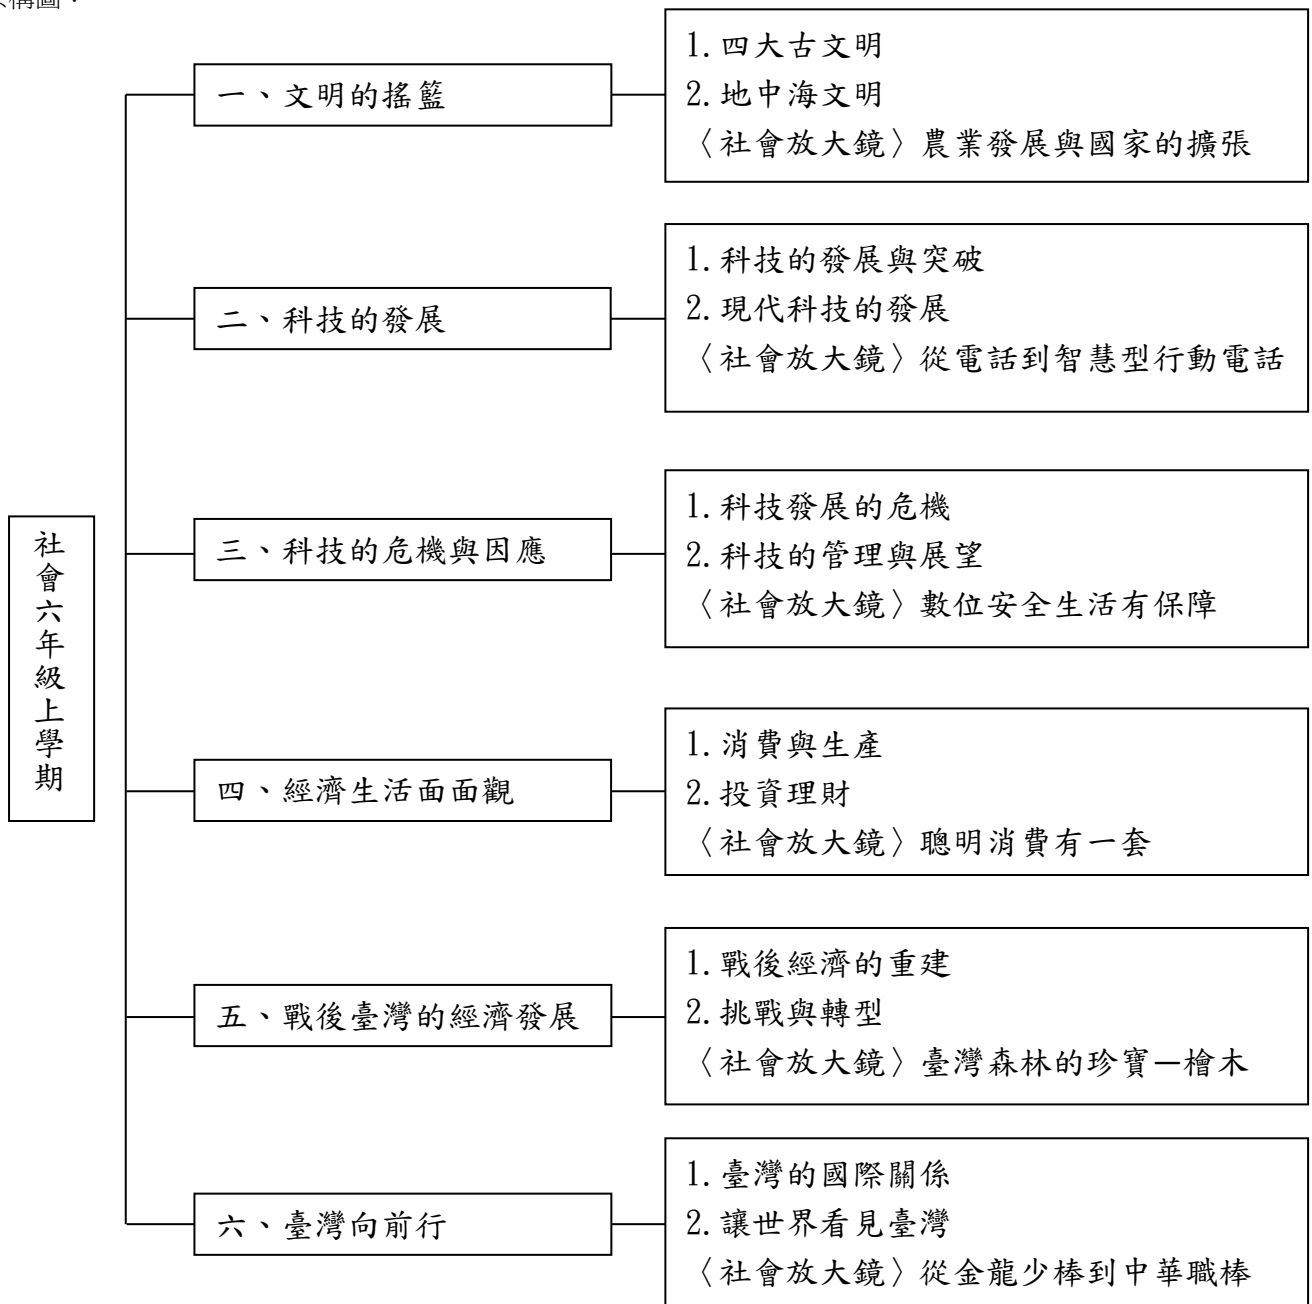 構圖：
社會六年級上學期
一、文明的搖籃
1.四大古文明
2.地中海文明
〈社會放大鏡〉農業發展與國家的擴張
二、科技的發展
1.科技的發展與突破
2.現代科技的發展
〈社會放大鏡〉從電話到智慧型行動電話
三、科技的危機與因應
1.科技發展的危機
2.科技的管理與展望
〈社會放大鏡〉數位安全生活有保障
四、經濟生活面面觀
1.消費與生產
2.投資理財
〈社會放大鏡〉聰明消費有一套
五、戰後臺灣的經濟發展
1.戰後經濟的重建
2.挑戰與轉型
〈社會放大鏡〉臺灣森林的珍寶—檜木
六、臺灣向前行
1.臺灣的國際關係
2.讓世界看見臺灣
〈社會放大鏡〉從金龍少棒到中華職棒